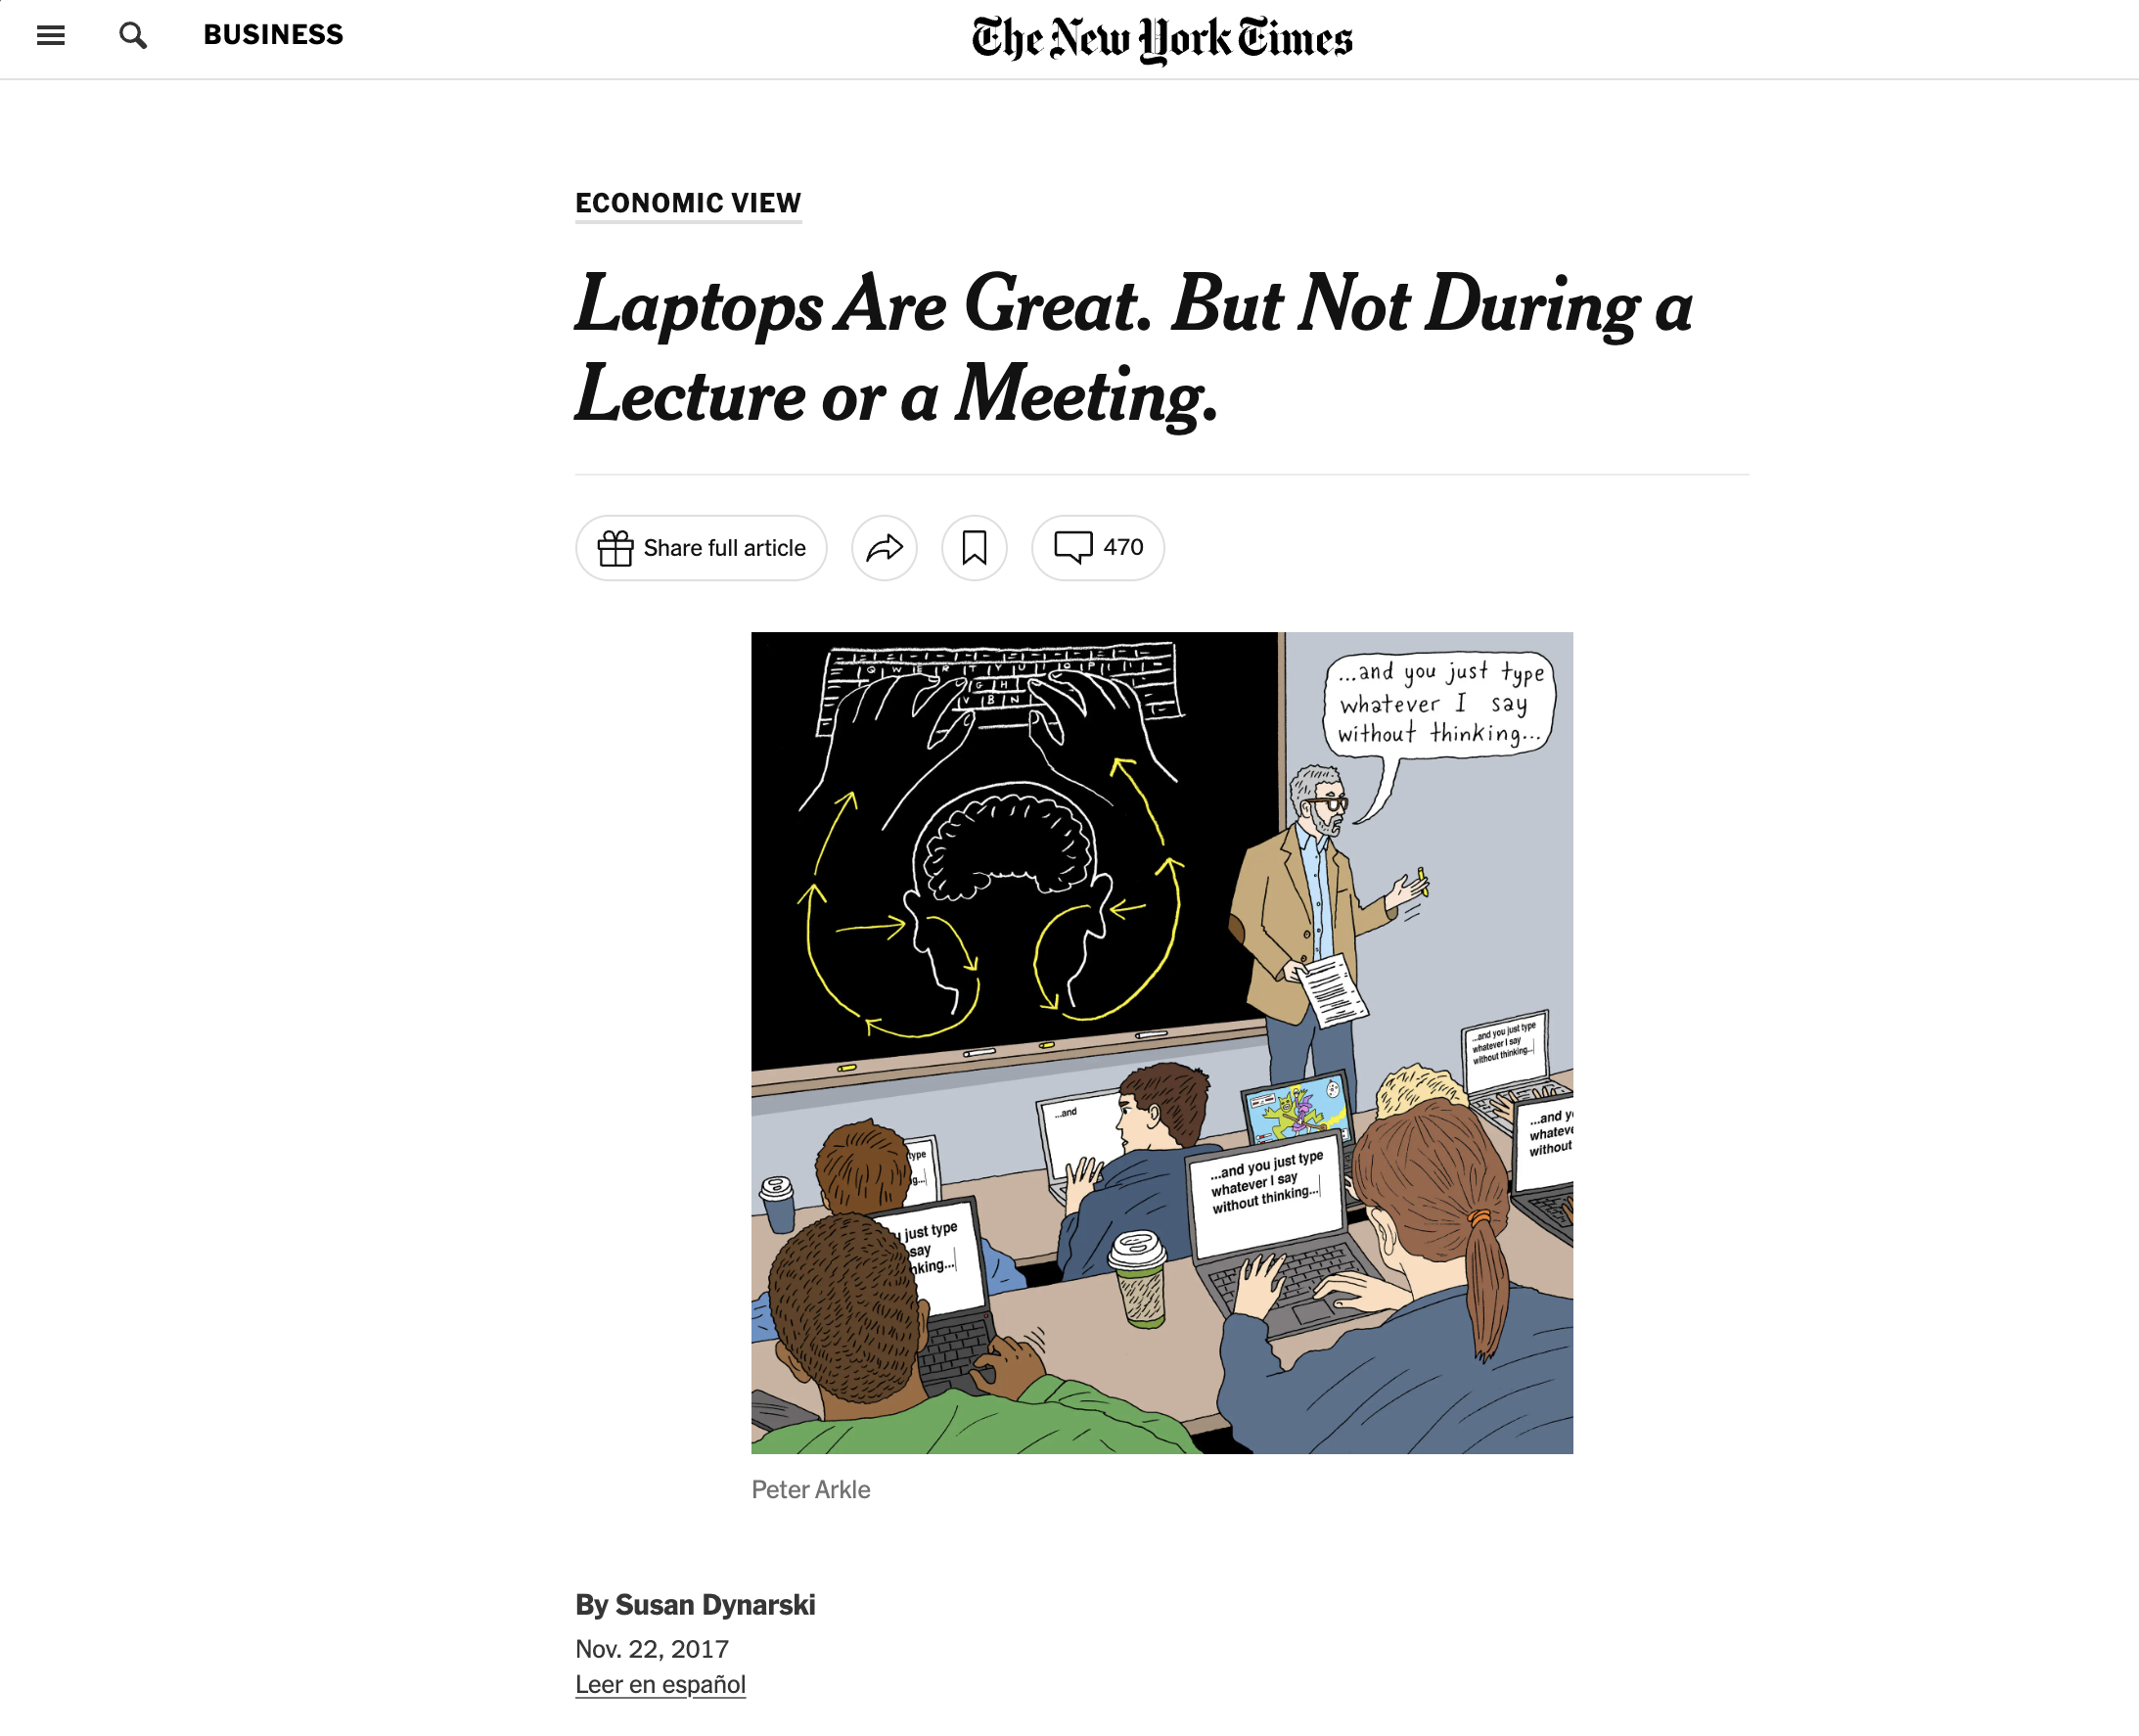 BUSINESS
The New York Times
ECONOMIC VIEW
Laptops Are Great. But Not During a
Lecture or a Meeting.
Share full article
470
...and you just type
whatever I say
without thinking...
Q W E R T Y U I O P
G H
V B N
...and you just type
whatever I say
without thinking...
...and
...and y
whateve
without
type
g...
...and you just type
whatever I say
without thinking...
u just type
say
nking...
Peter Arkle
By Susan Dynarski
Nov. 22, 2017
Leer en español